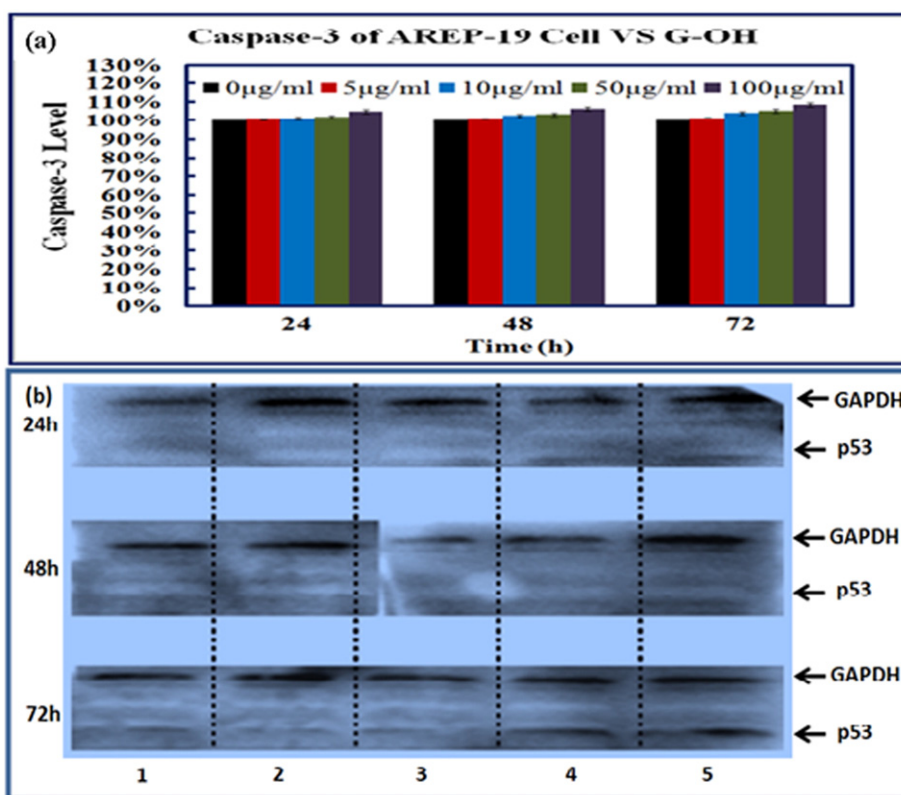 (a)
Caspase-3 of AREP-19 Cell VS G-OH
130%
120%
110%
100%
90%
80%
70%
60%
50%
40%
30%
20%
10%
0%
0µg/ml 5µg/ml 10µg/ml 50µg/ml 100µg/ml
Caspase-3 Level
24 48 72
Time (h)
(b)
24h
GAPDH
p53
48h
GAPDH
p53
72h
GAPDH
p53
1 2 3 4 5